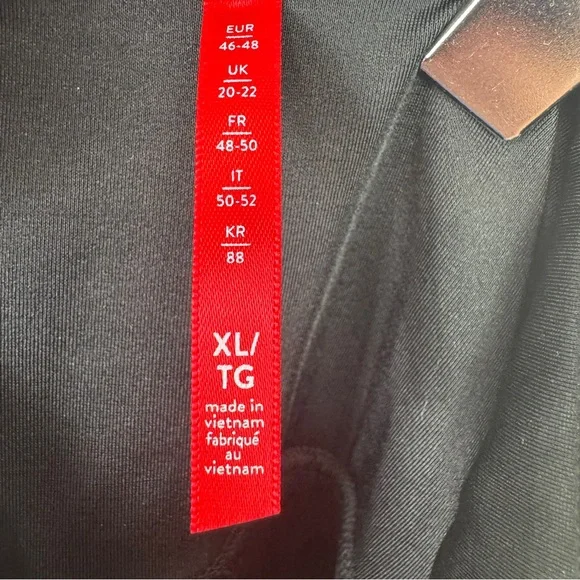 EUR
46-48
UK
20-22
FR
48-50
IT
50-52
KR
88
XL/
TG
made in
vietnam
fabriqué
au
vietnam